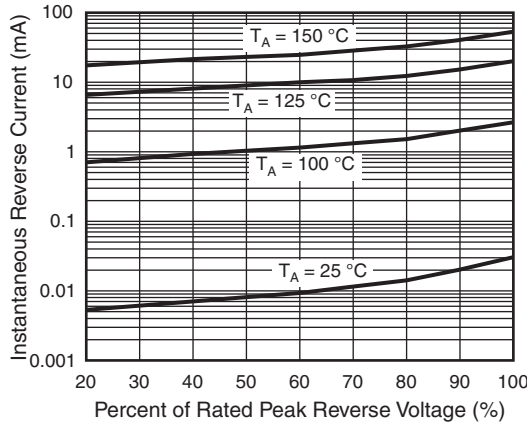 Instantaneous Reverse Current (mA)
100
10
1
0.1
0.01
0.001
T_A = 150 °C
T_A = 125 °C
T_A = 100 °C
T_A = 25 °C
20 30 40 50 60 70 80 90 100
Percent of Rated Peak Reverse Voltage (%)